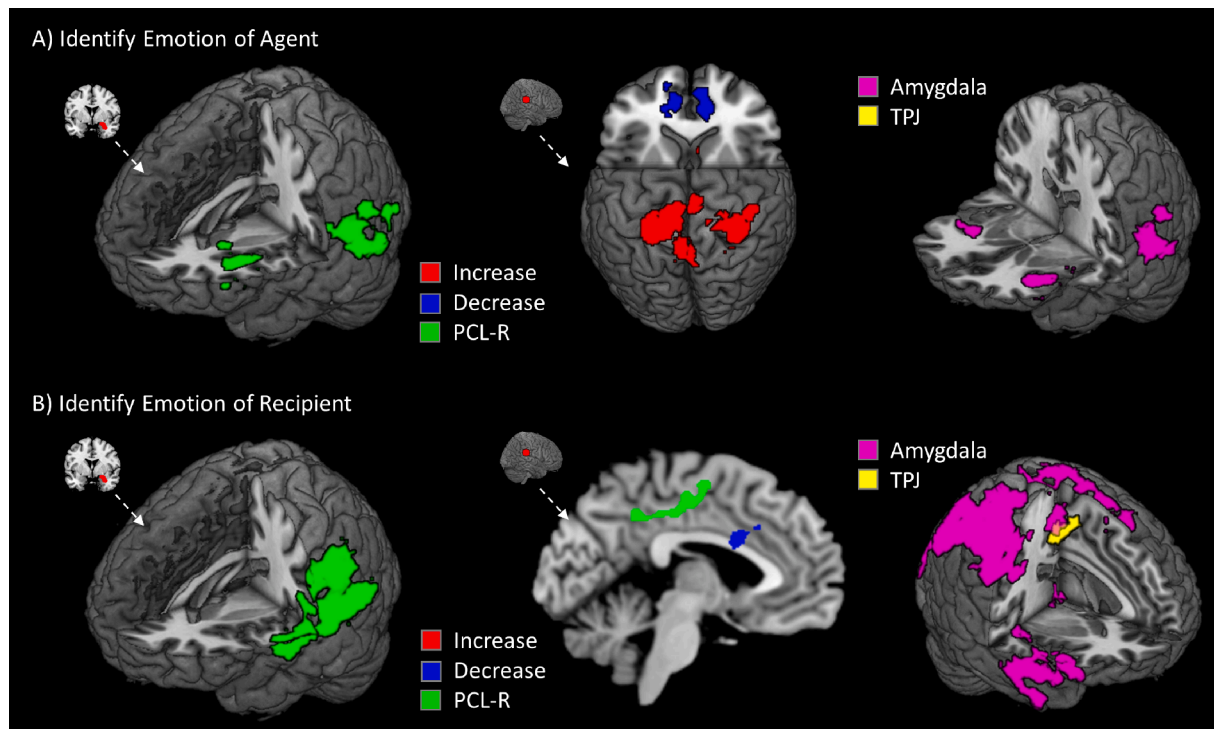 A) Identify Emotion of Agent
Amygdala
TPJ
Increase
Decrease
PCL-R
B) Identify Emotion of Recipient
Amygdala
TPJ
Increase
Decrease
PCL-R